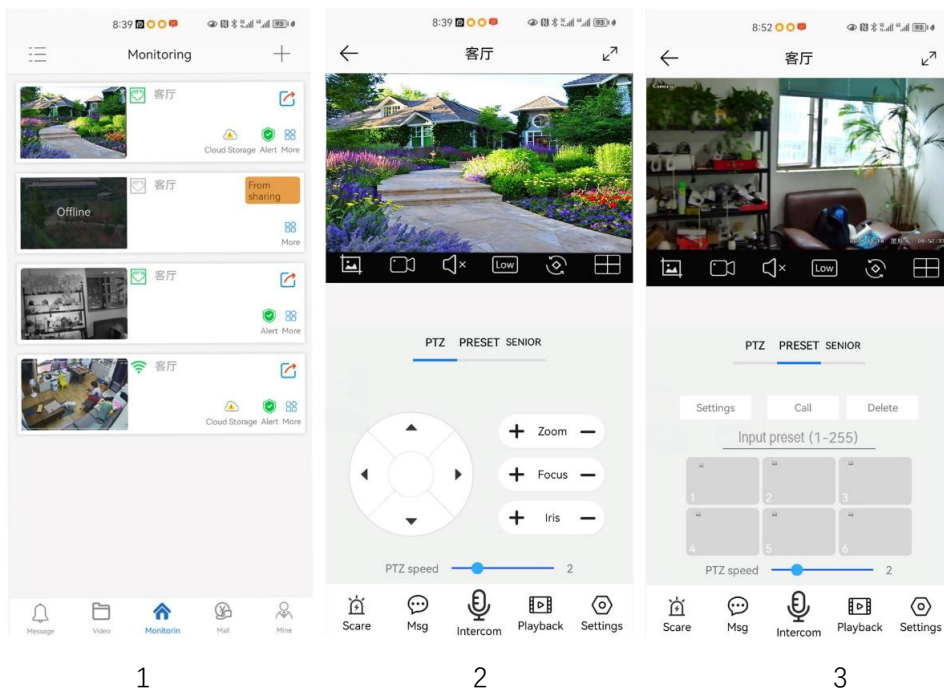 8:39
93
Monitoring
客厅
Cloud Storage Alert More
Offline
客厅
From
sharing
More
客厅
Alert More
客厅
Cloud Storage Alert More
Message Video Monitorin Mall Mine
1
8:39
93
客厅
Low
PTZ PRESET SENIOR
+ Zoom −
+ Focus −
+ Iris −
PTZ speed 2
Scare Msg Intercom Playback Settings
2
8:52
93
客厅
Low
PTZ PRESET SENIOR
Settings Call Delete
Input preset (1-255)
1 2 3
4 5 6
PTZ speed 2
Scare Msg Intercom Playback Settings
3